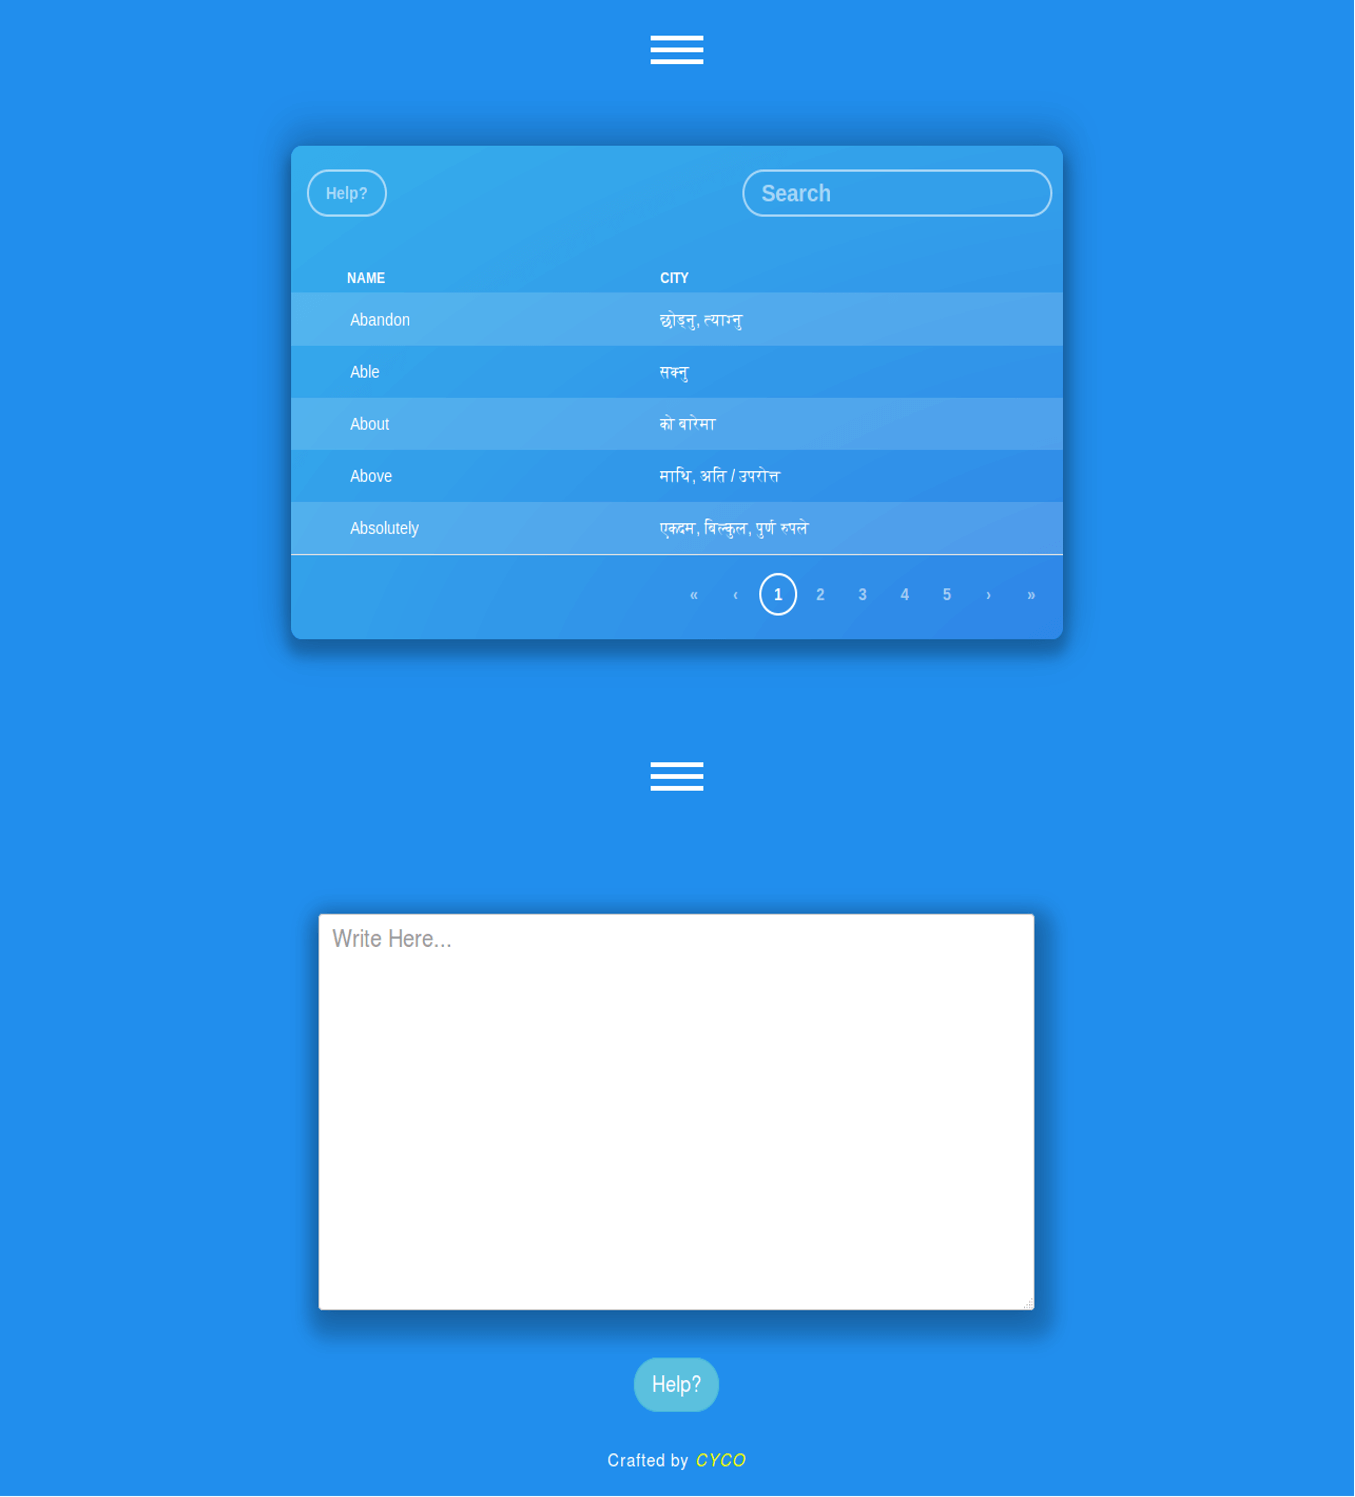 Help? Search
NAME CITY
Abandon छोड्नु, त्याग्नु
Able सक्नु
About को बारेमा
Above माथि, अति / उपरोत्त
Absolutely एकदम, बिल्कुल, पुर्ण रुपले
« ‹ 1 2 3 4 5 › »
Write Here...
Help?
Crafted by CYCO